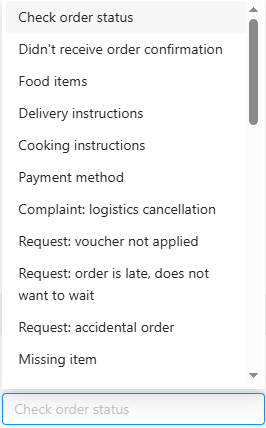 Check order status
Didn't receive order confirmation
Food items
Delivery instructions
Cooking instructions
Payment method
Complaint: logistics cancellation
Request: voucher not applied
Request: order is late, does not
want to wait
Request: accidental order
Missing item
Check order status